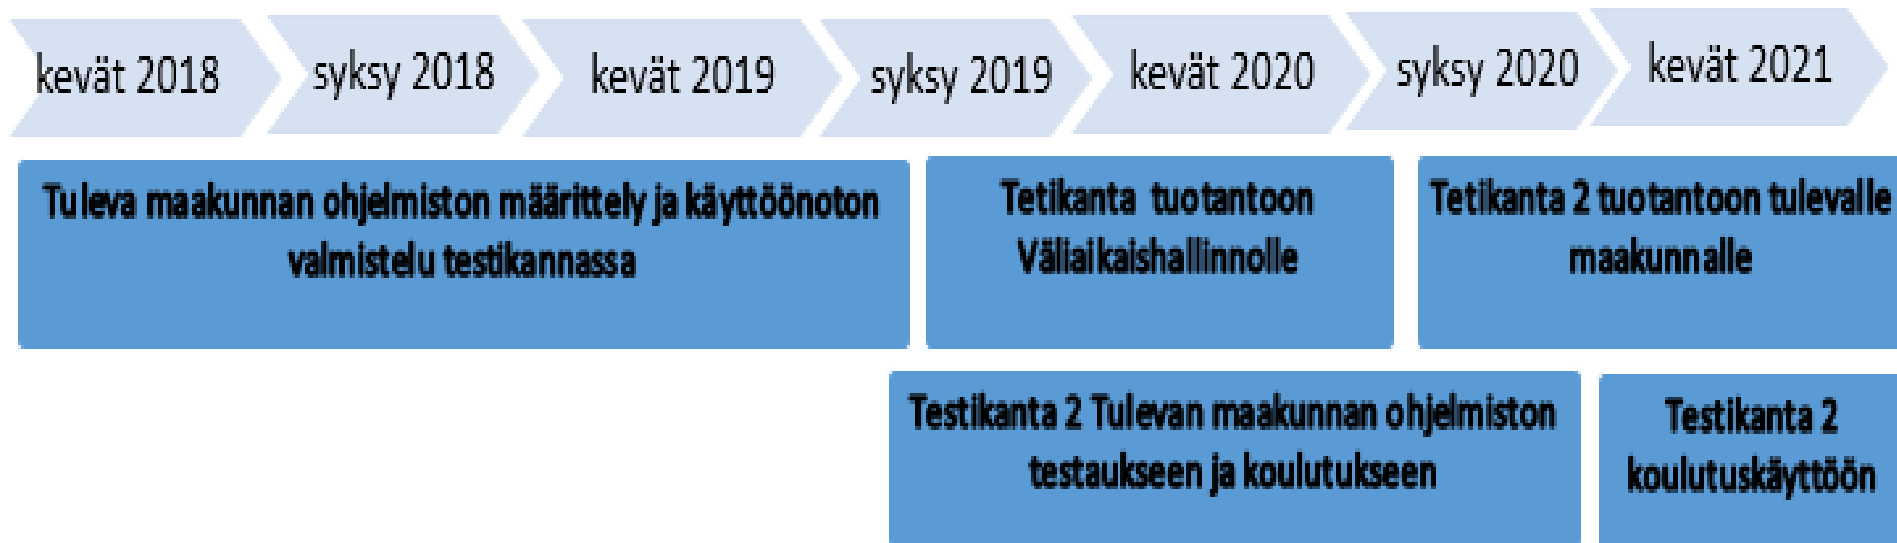 kevät 2018
syksy 2018
kevät 2019
syksy 2019
kevät 2020
syksy 2020
kevät 2021
Tuleva maakunnan ohjelmiston määrittely ja käyttöönoton
valmistelu testikannassa
Tetikanta tuotantoon
Väliaikaishallinnolle
Tetikanta 2 tuotantoon tulevalle
maakunnalle
Testikanta 2 Tulevan maakunnan ohjelmiston
testaukseen ja koulutukseen
Testikanta 2
koulutuskäyttöön